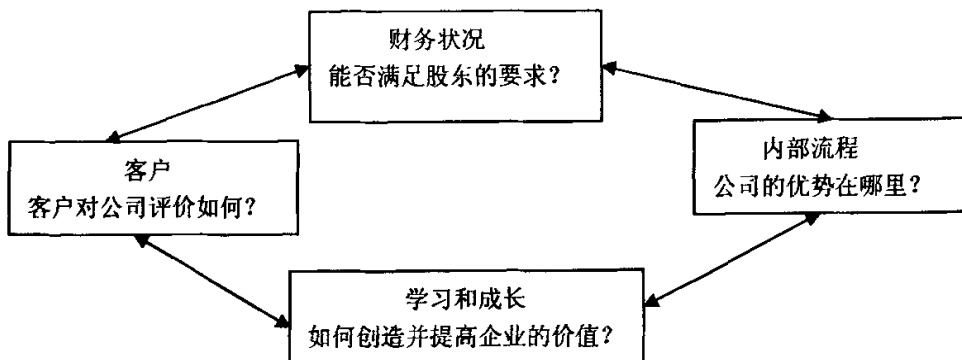 财务状况
能否满足股东的要求？
客户
客户对公司评价如何？
内部流程
公司的优势在哪里？
学习和成长
如何创造并提高企业的价值？